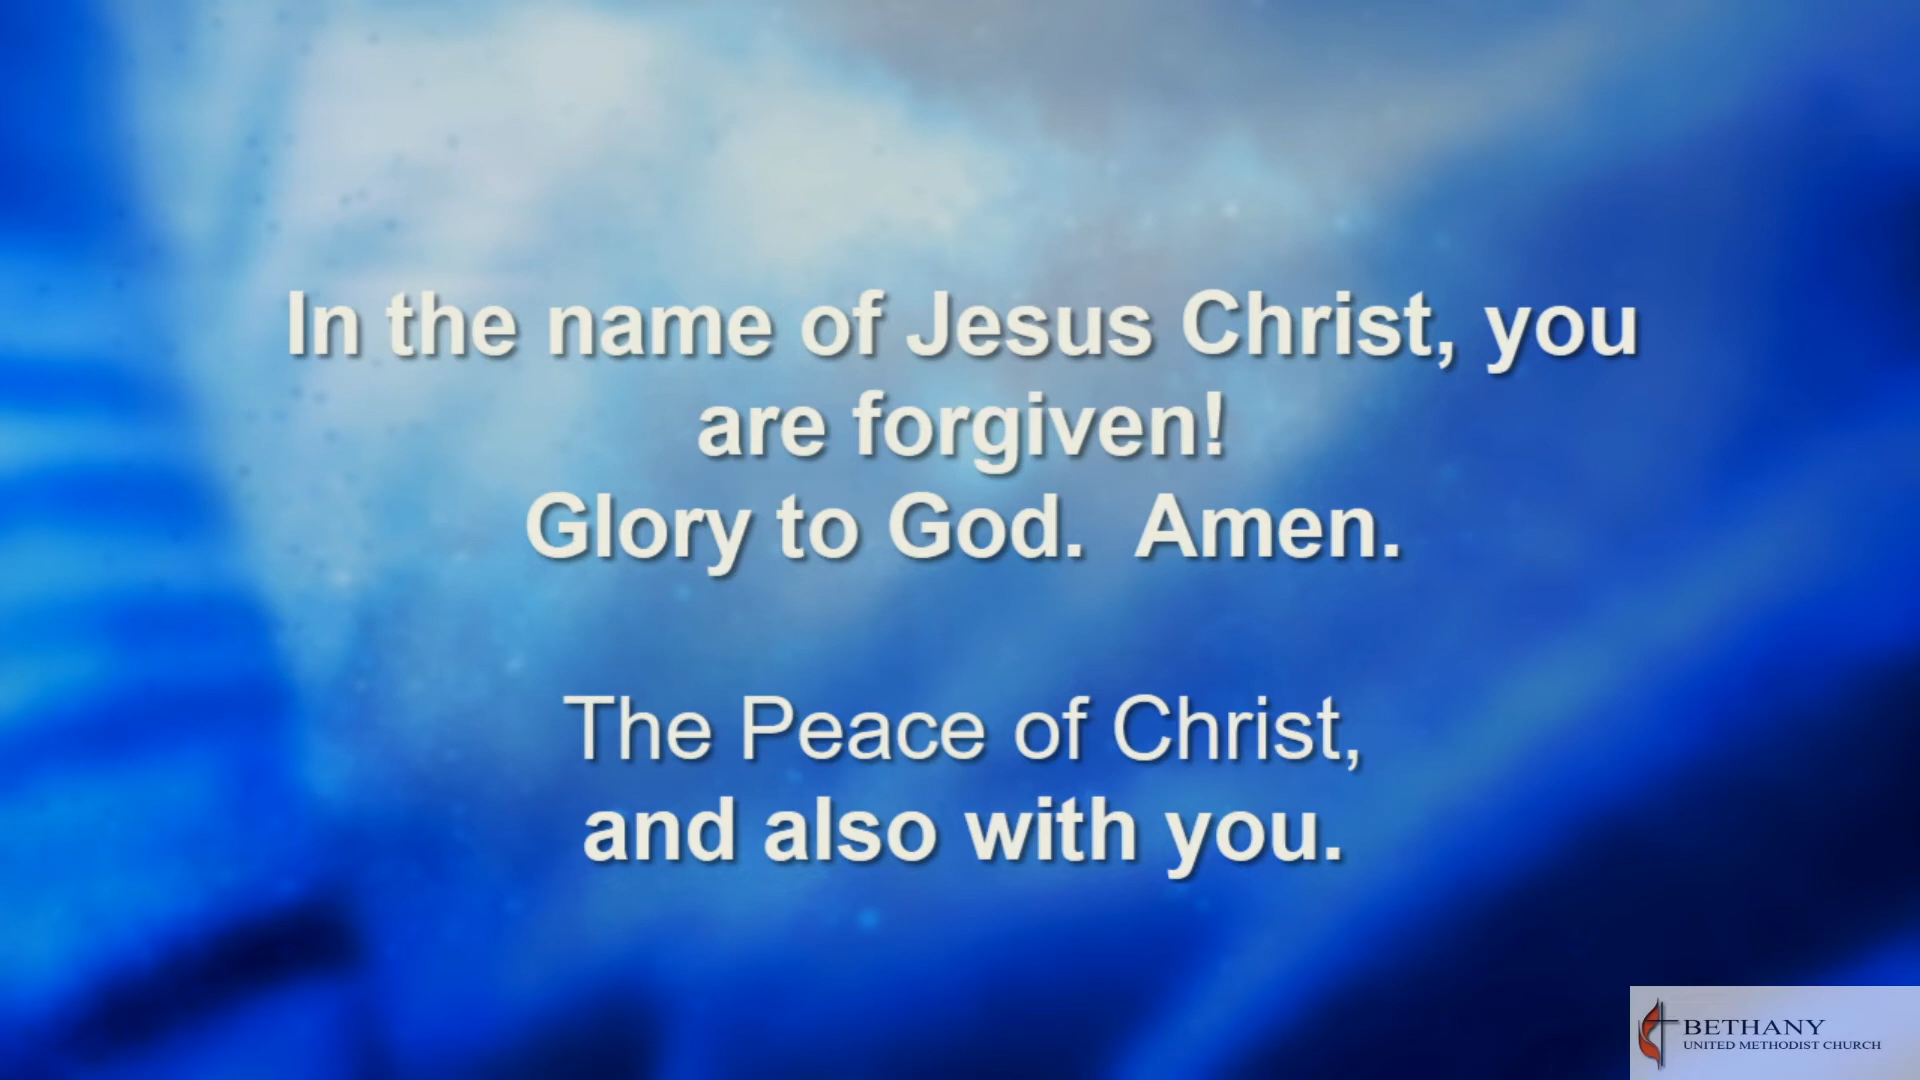 In the name of Jesus Christ, you
are forgiven!
Glory to God.  Amen.
The Peace of Christ,
and also with you.
BETHANY
UNITED METHODIST CHURCH